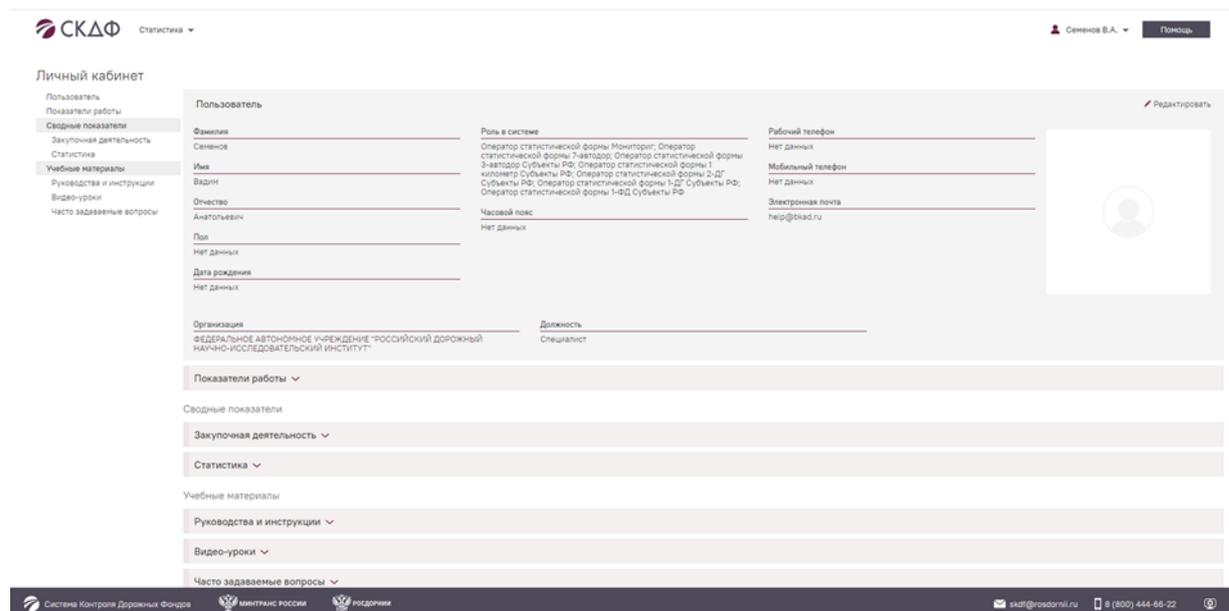 СКДФ
Статистика
Семенов В.А.
Помощь
Личный кабинет
Пользователь
Показатели работы
Сводные показатели
Закупочная деятельность
Статистика
Учебные материалы
Руководства и инструкции
Видео-уроки
Часто задаваемые вопросы
Пользователь
Редактировать
Фамилия
Семенов
Имя
Вадим
Отчество
Анатольевич
Пол
Нет данных
Дата рождения
Нет данных
Роль в системе
Оператор статистической формы Мониторинг; Оператор
статистической формы 7-автодор; Оператор статистической формы
3-автодор Субъекты РФ; Оператор статистической формы 1
километр Субъекты РФ; Оператор статистической формы 2-ДГ
Субъекты РФ; Оператор статистической формы 1-ДГ Субъекты РФ;
Оператор статистической формы 1-ФД Субъекты РФ
Часовой пояс
Нет данных
Рабочий телефон
Нет данных
Мобильный телефон
Нет данных
Электронная почта
help@bkad.ru
Организация
ФЕДЕРАЛЬНОЕ АВТОНОМНОЕ УЧРЕЖДЕНИЕ "РОССИЙСКИЙ ДОРОЖНЫЙ
НАУЧНО-ИССЛЕДОВАТЕЛЬСКИЙ ИНСТИТУТ"
Должность
Специалист
Показатели работы
Сводные показатели
Закупочная деятельность
Статистика
Учебные материалы
Руководства и инструкции
Видео-уроки
Часто задаваемые вопросы
Система Контроля Дорожных Фондов
МИНТРАНС РОССИИ
РОСДОРНИИ
skdf@rosdornii.ru
8 (800) 444-66-22